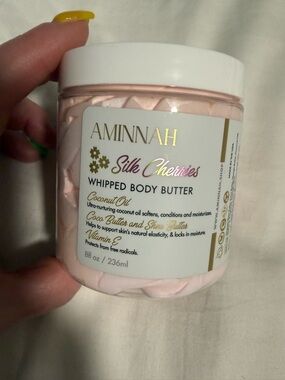 AMINNAH
Silk Cherries
WHIPPED BODY BUTTER
Coconut Oil
Ultra-nurturing coconut oil softens, conditions and moisturizes.
Coco Butter and Shea Butter
Helps to support skin's natural elasticity, & locks in moisture.
Vitamin E
Protects from free radicals.
8fl oz / 236ml